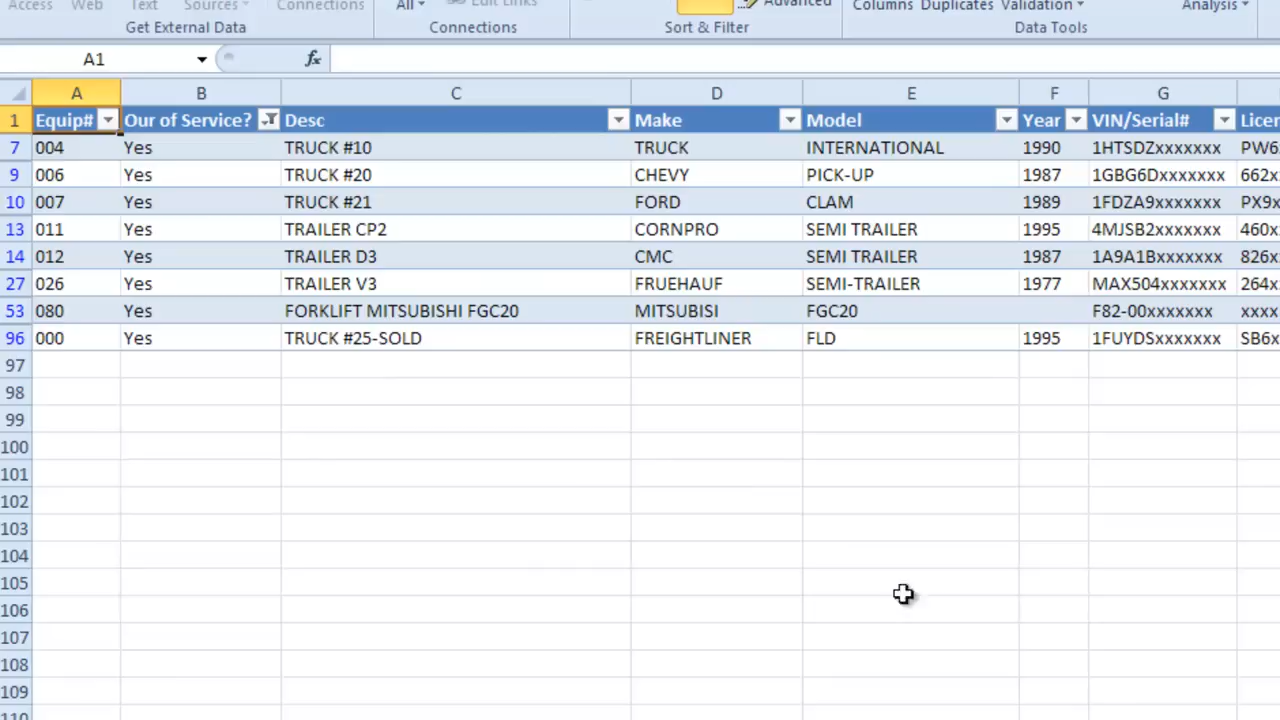 Access Web Text Sources Connections All Edit Links Advanced Columns Duplicates Validation Analysis
Get External Data Connections Sort & Filter Data Tools
A1 fx
A B C D E F G
1 Equip# Our of Service? Desc Make Model Year VIN/Serial# Licen
7 004 Yes TRUCK #10 TRUCK INTERNATIONAL 1990 1HTSDZxxxxxxx PW6
9 006 Yes TRUCK #20 CHEVY PICK-UP 1987 1GBG6Dxxxxxxx 662x
10 007 Yes TRUCK #21 FORD CLAM 1989 1FDZA9xxxxxxx PX9x
13 011 Yes TRAILER CP2 CORNPRO SEMI TRAILER 1995 4MJSB2xxxxxxx 460x
14 012 Yes TRAILER D3 CMC SEMI TRAILER 1987 1A9A1Bxxxxxxx 826x
27 026 Yes TRAILER V3 FRUEHAUF SEMI-TRAILER 1977 MAX504xxxxxxx 264x
53 080 Yes FORKLIFT MITSUBISHI FGC20 MITSUBISI FGC20 F82-00xxxxxxx xxxx
96 000 Yes TRUCK #25-SOLD FREIGHTLINER FLD 1995 1FUYDSxxxxxxx SB6x
97
98
99
100
101
102
103
104
105
106
107
108
109
110